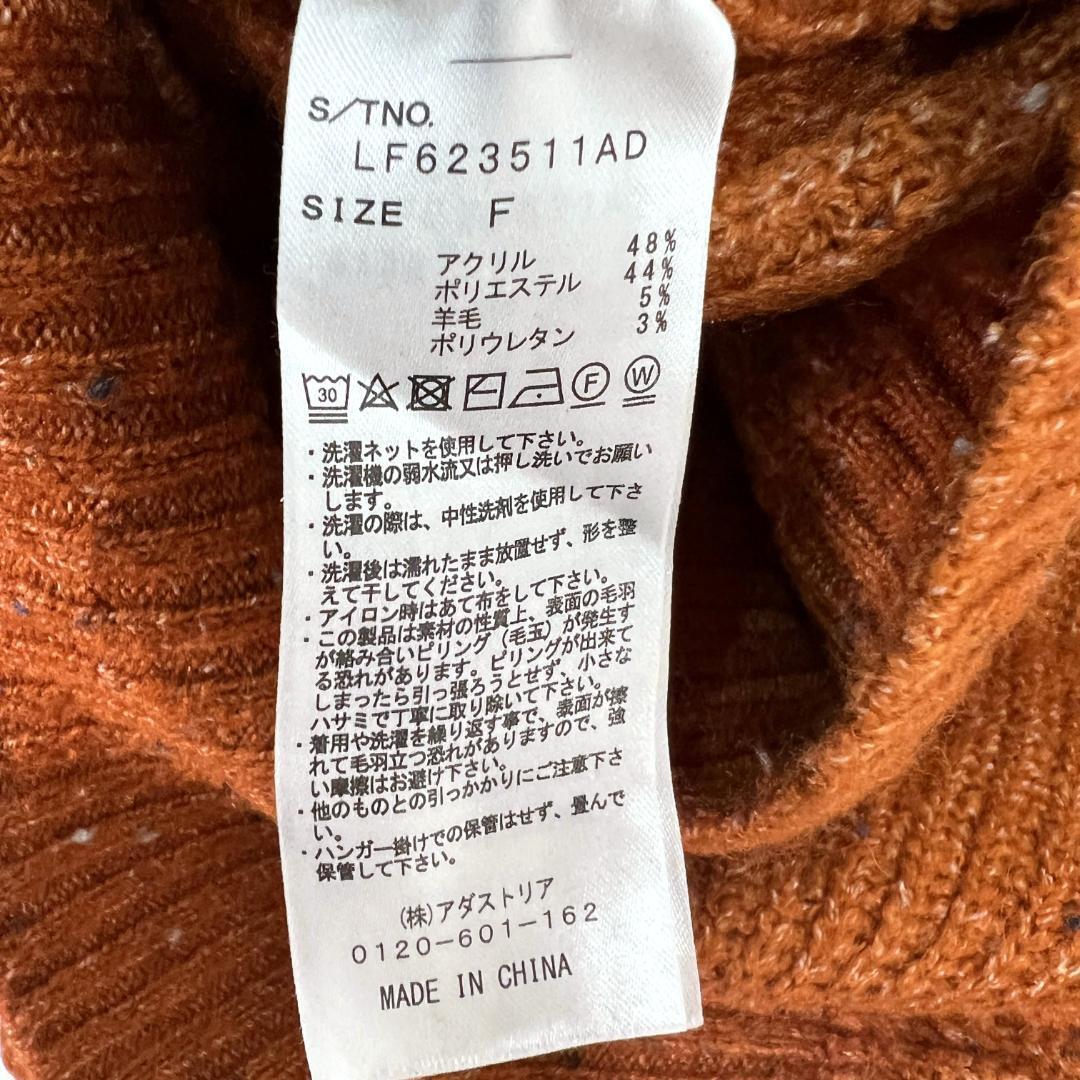 S/TNO.
LF623511AD
SIZE F
アクリル 48%
ポリエステル 44%
羊毛 5%
ポリウレタン 3%
30 F W
・洗濯ネットを使用して下さい。
・洗濯機の弱水流又は押し洗いでお願い
します。
・洗濯の際は、中性洗剤を使用して下さ
い。
・洗濯後は濡れたまま放置せず、形を整
えて干してください。
・アイロン時はあて布をして下さい。
・この製品は素材の性質上、表面の毛羽
が絡み合いピリング（毛玉）が発生す
る恐れがあります。ピリングが出来て
しまったら引っ張ろうとせず、小さな
ハサミで丁寧に取り除いて下さい。
・着用や洗濯を繰り返す事で、表面が擦
れて毛羽立つ恐れがありますので、強
い摩擦はお避け下さい。
・他のものとの引っかかりにご注意下さ
い。
・ハンガー掛けでの保管はせず、畳んで
保管して下さい。
(株)アダストリア
0120-601-162
MADE IN CHINA